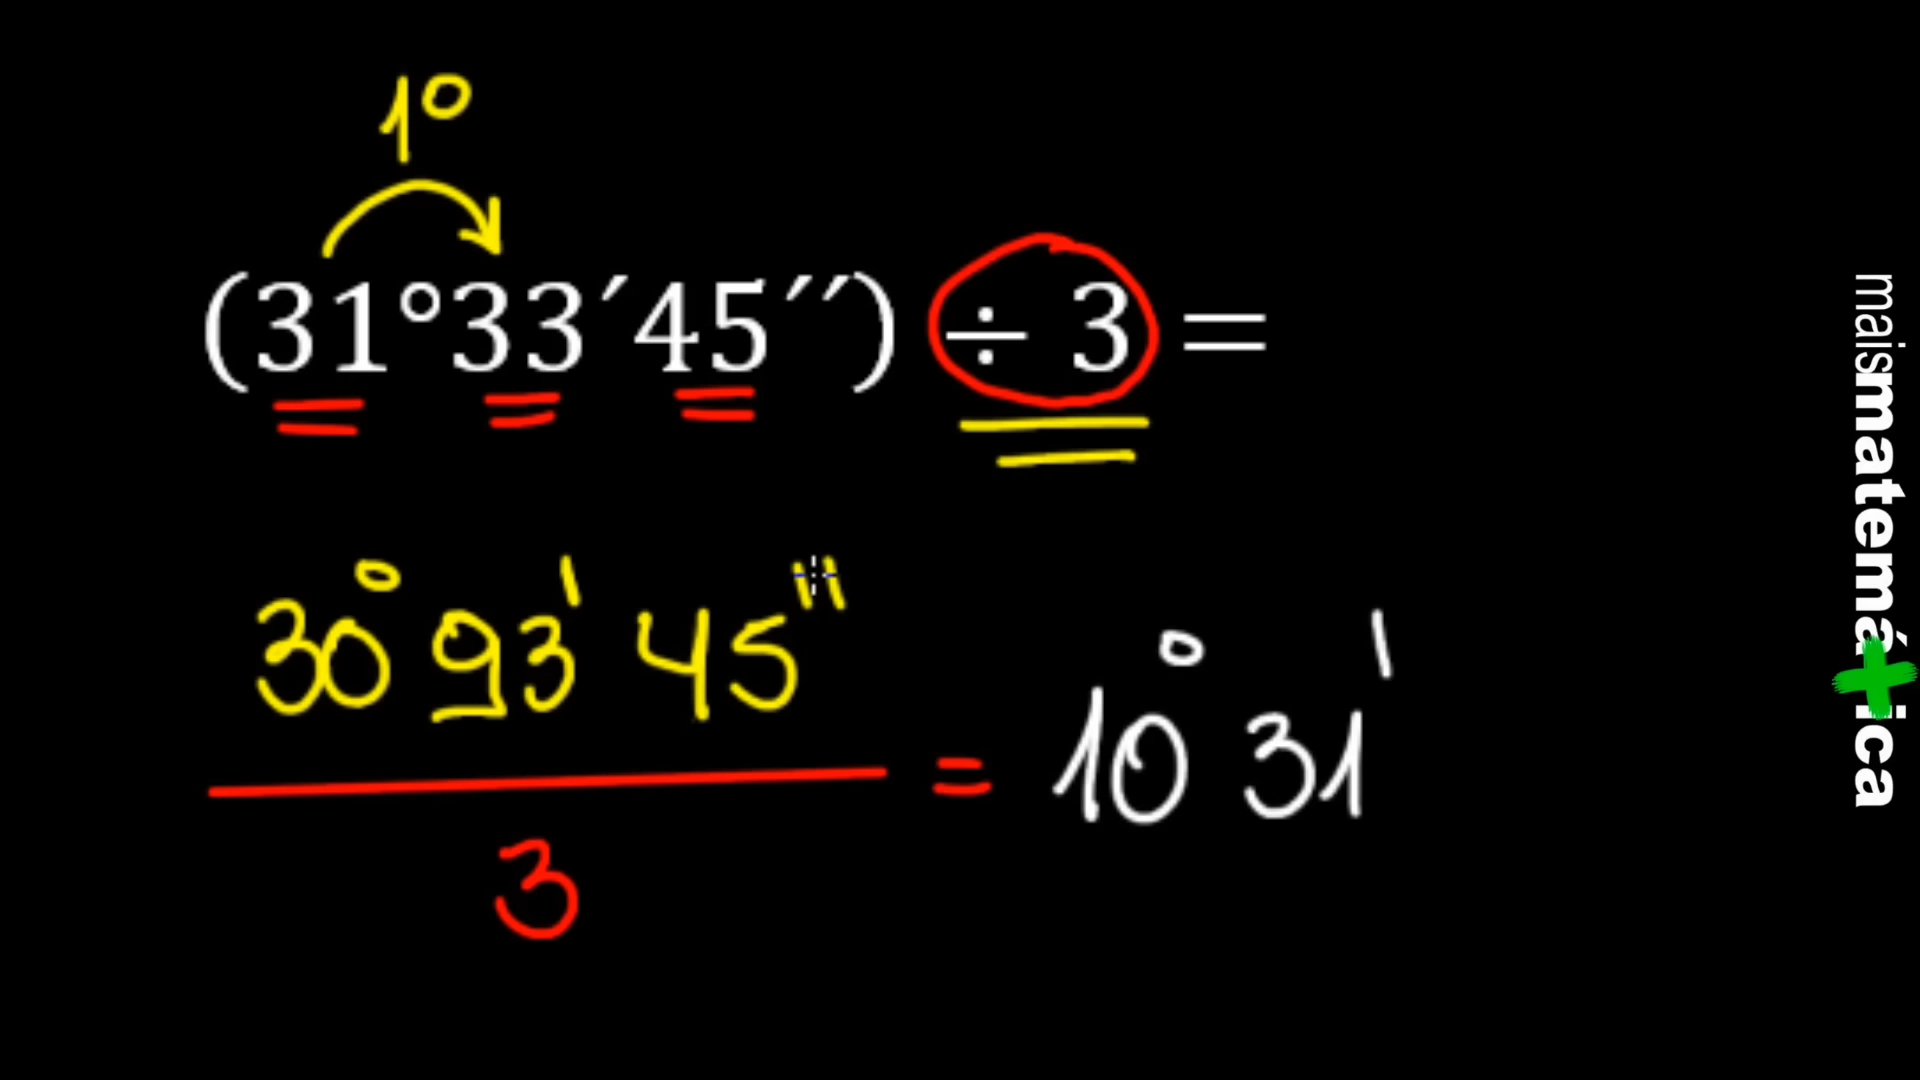 1°
(31°33′45′′) ÷ 3 =
30° 93' 45"
= 10° 31'
3
maismatemática